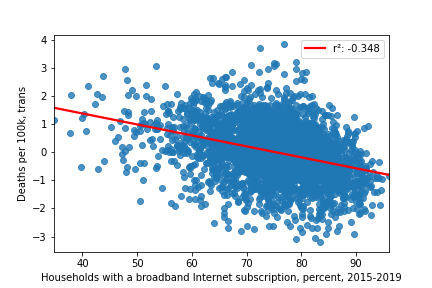 4
3
2
1
0
−1
−2
−3
Deaths per 100k, trans
r²: -0.348
40 50 60 70 80 90
Households with a broadband Internet subscription, percent, 2015-2019